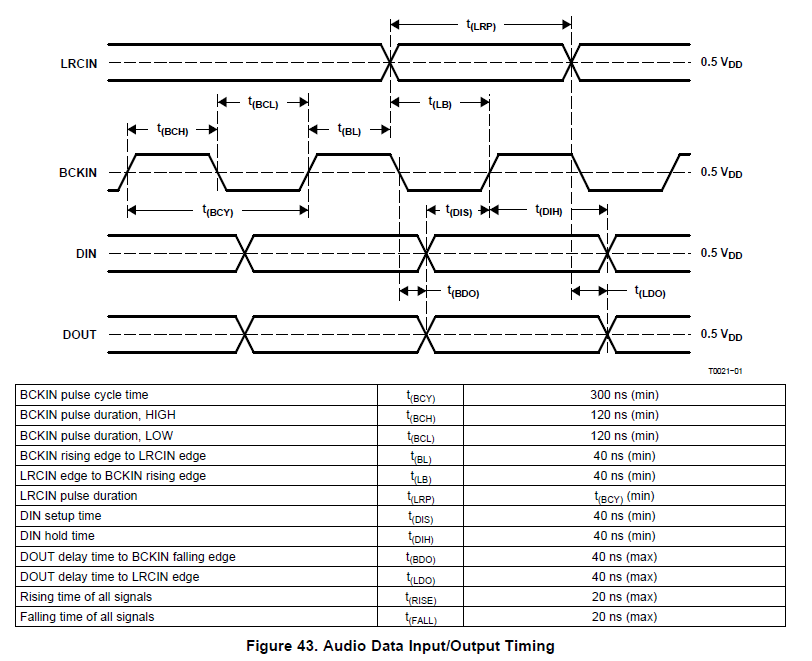 t(LRP)
LRCIN
0.5 VDD
t(BCL)
t(LB)
t(BCH)
t(BL)
BCKIN
0.5 VDD
t(BCY)
t(DIS)
t(DIH)
DIN
0.5 VDD
t(BDO)
t(LDO)
DOUT
0.5 VDD
T0021-01
BCKIN pulse cycle time t(BCY) 300 ns (min)
BCKIN pulse duration, HIGH t(BCH) 120 ns (min)
BCKIN pulse duration, LOW t(BCL) 120 ns (min)
BCKIN rising edge to LRCIN edge t(BL) 40 ns (min)
LRCIN edge to BCKIN rising edge t(LB) 40 ns (min)
LRCIN pulse duration t(LRP) t(BCY) (min)
DIN setup time t(DIS) 40 ns (min)
DIN hold time t(DIH) 40 ns (min)
DOUT delay time to BCKIN falling edge t(BDO) 40 ns (max)
DOUT delay time to LRCIN edge t(LDO) 40 ns (max)
Rising time of all signals t(RISE) 20 ns (max)
Falling time of all signals t(FALL) 20 ns (max)
Figure 43. Audio Data Input/Output Timing